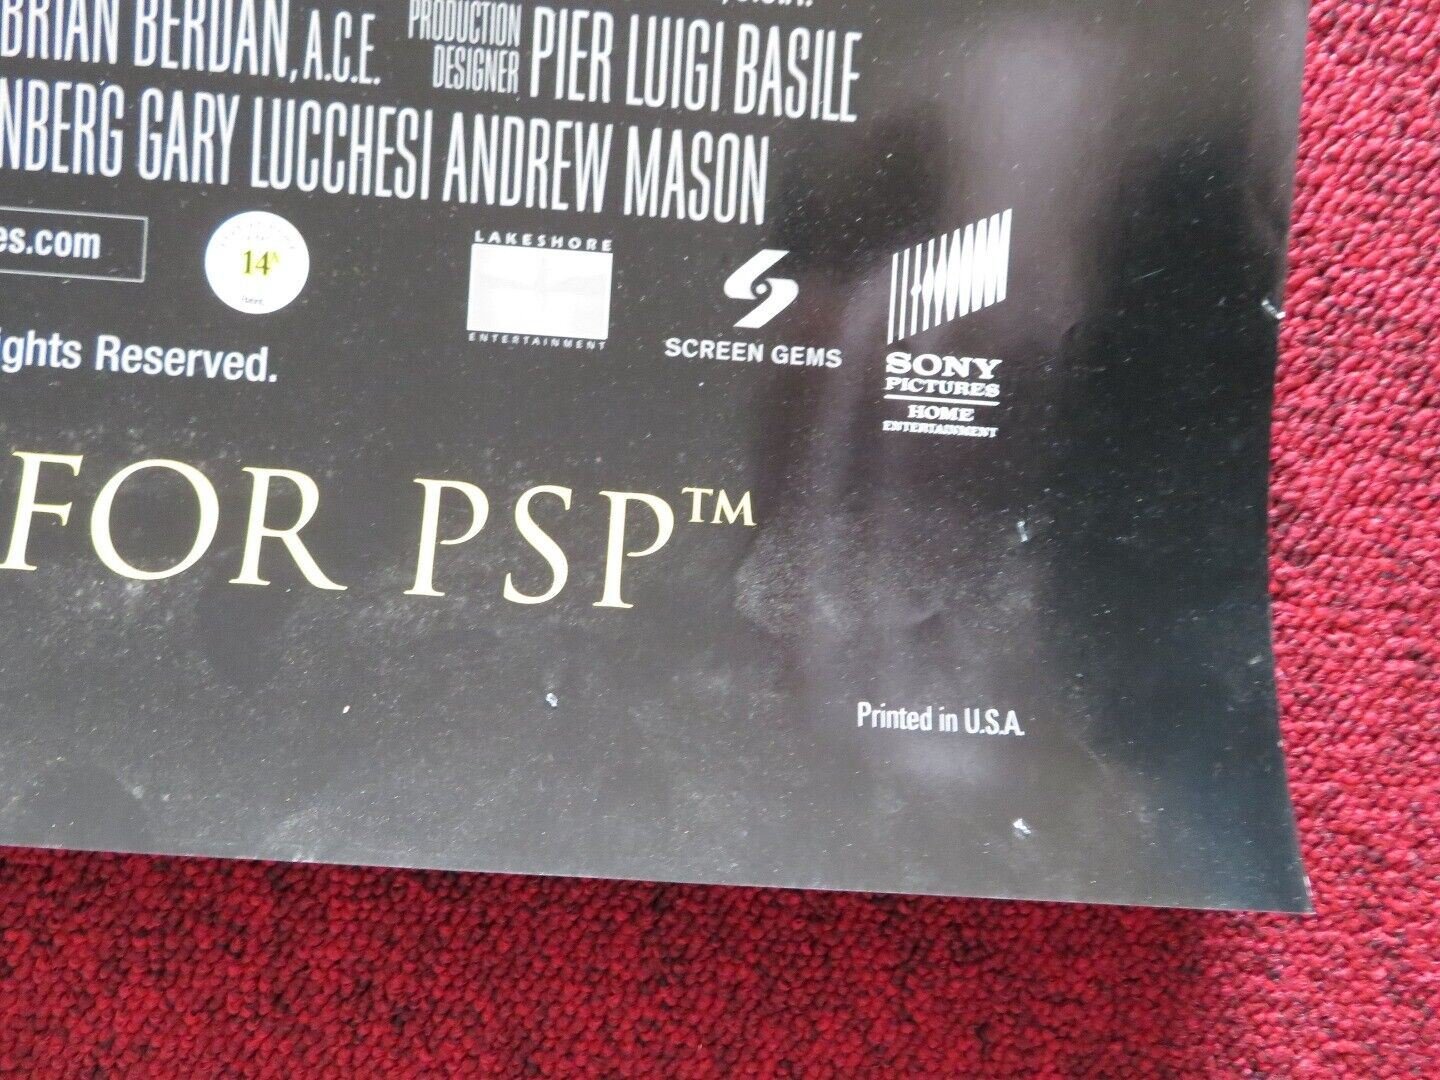 BRIAN BERDAN, A.C.E. PRODUCTION DESIGNER PIER LUIGI BASILE
NBERG GARY LUCCHESI ANDREW MASON
es.com
14A
LAKESHORE
ENTERTAINMENT
SCREEN GEMS
SONY
PICTURES
HOME
ENTERTAINMENT
ights Reserved.
FOR PSP™
Printed in U.S.A.